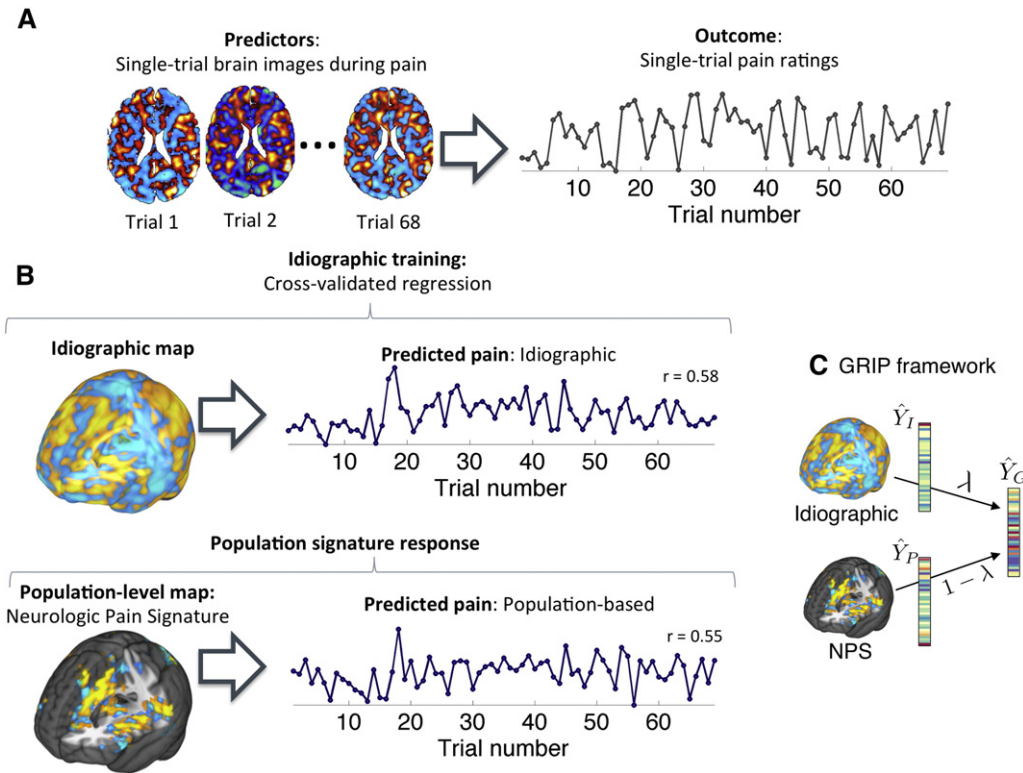 A
Predictors:
Single-trial brain images during pain
Trial 1
Trial 2
Trial 68
Outcome:
Single-trial pain ratings
10 20 30 40 50 60
Trial number
B
Idiographic training:
Cross-validated regression
Idiographic map
Predicted pain: Idiographic
r = 0.58
10 20 30 40 50 60
Trial number
Population signature response
Population-level map:
Neurologic Pain Signature
Predicted pain: Population-based
r = 0.55
10 20 30 40 50 60
Trial number
C GRIP framework
Ŷ_I
Idiographic
λ
Ŷ_G
Ŷ_P
1 − λ
NPS